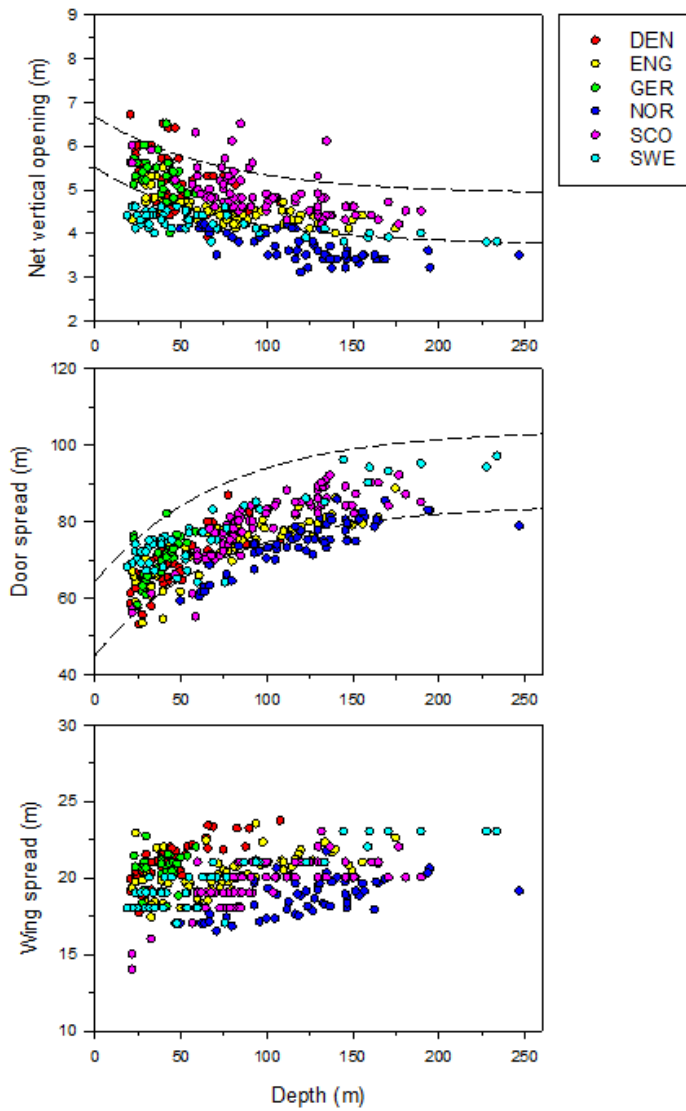 9
8
7
6
5
4
3
2
Net vertical opening (m)
0 50 100 150 200 250
DEN
ENG
GER
NOR
SCO
SWE
120
100
80
60
40
Door spread (m)
0 50 100 150 200 250
30
25
20
15
10
Wing spread (m)
0 50 100 150 200 250
Depth (m)